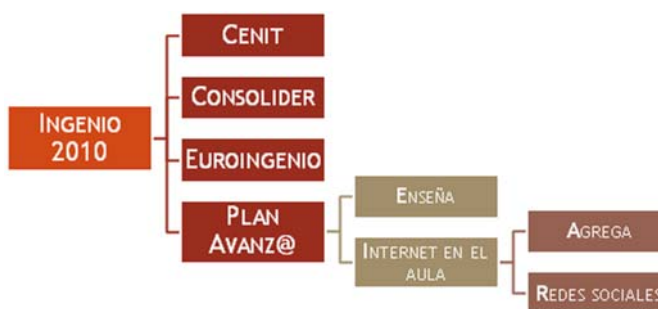 CENIT
CONSOLIDER
INGENIO
2010
EUROINGENIO
PLAN
AVANZ@
ENSEÑA
INTERNET EN EL
AULA
AGREGA
REDES SOCIALES